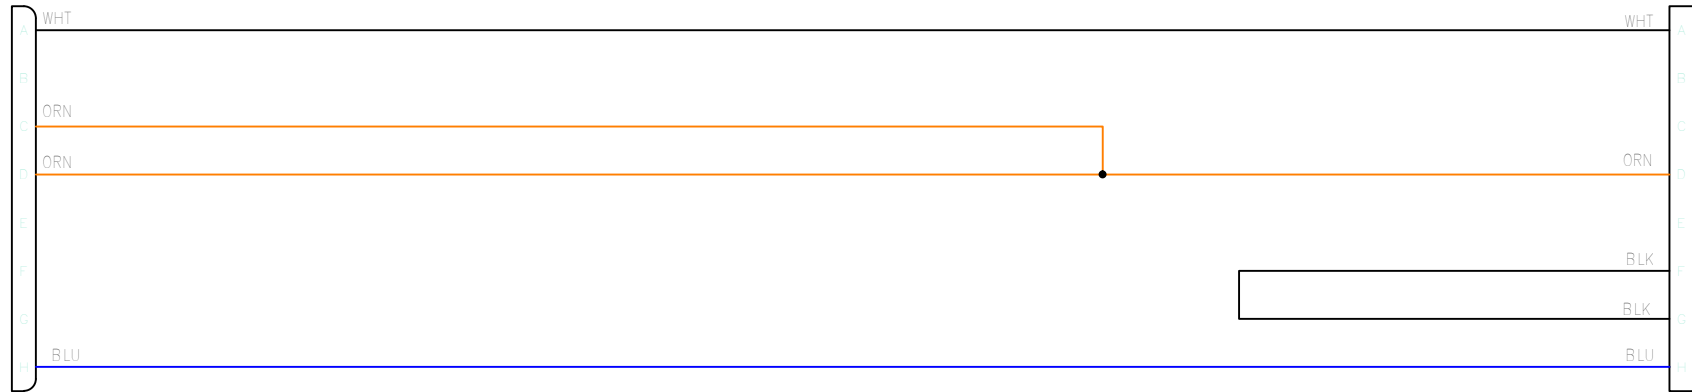 A WHT WHT A
B B
C ORN C
D ORN ORN D
E E
F BLK F
G BLK G
H BLU BLU H